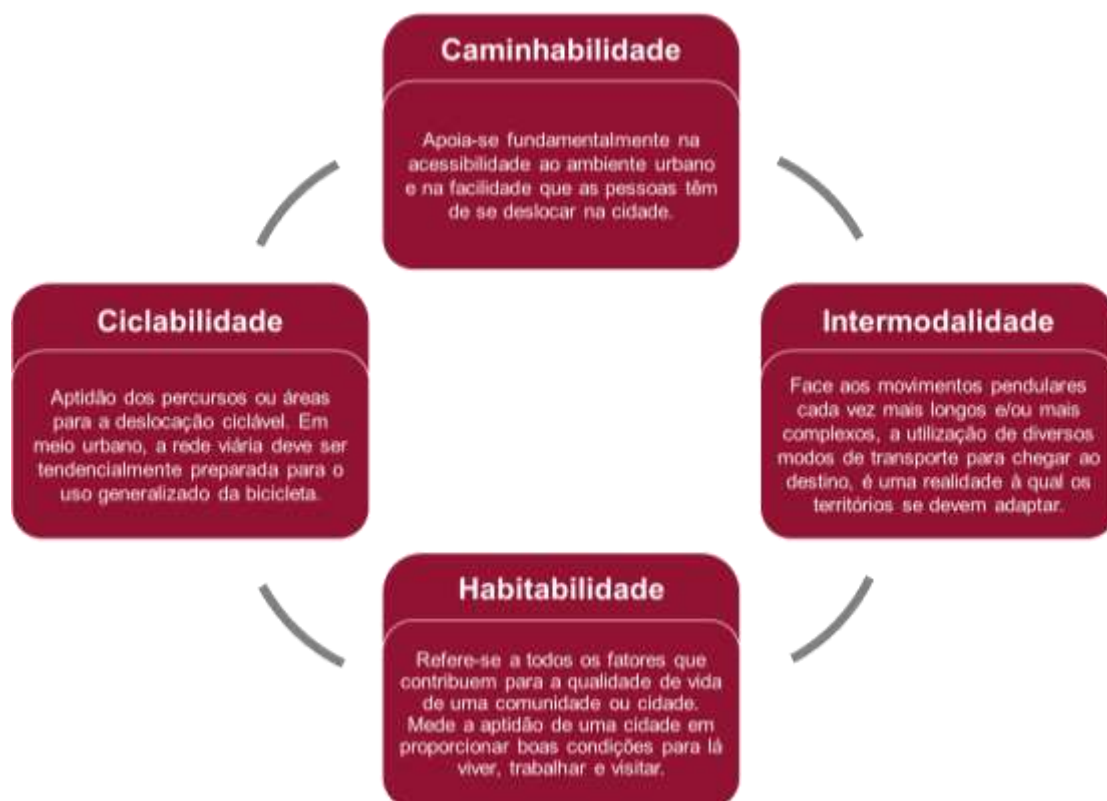 Caminhabilidade
Apoia-se fundamentalmente na
acessibilidade ao ambiente urbano
e na facilidade que as pessoas têm
de se deslocar na cidade.
Ciclabilidade
Aptidão dos percursos ou áreas
para a deslocação ciclável. Em
meio urbano, a rede viária deve ser
tendencialmente preparada para o
uso generalizado da bicicleta.
Intermodalidade
Face aos movimentos pendulares
cada vez mais longos e/ou mais
complexos, a utilização de diversos
modos de transporte para chegar ao
destino, é uma realidade à qual os
territórios se devem adaptar.
Habitabilidade
Refere-se a todos os fatores que
contribuem para a qualidade de vida
de uma comunidade ou cidade.
Mede a aptidão de uma cidade em
proporcionar boas condições para lá
viver, trabalhar e visitar.